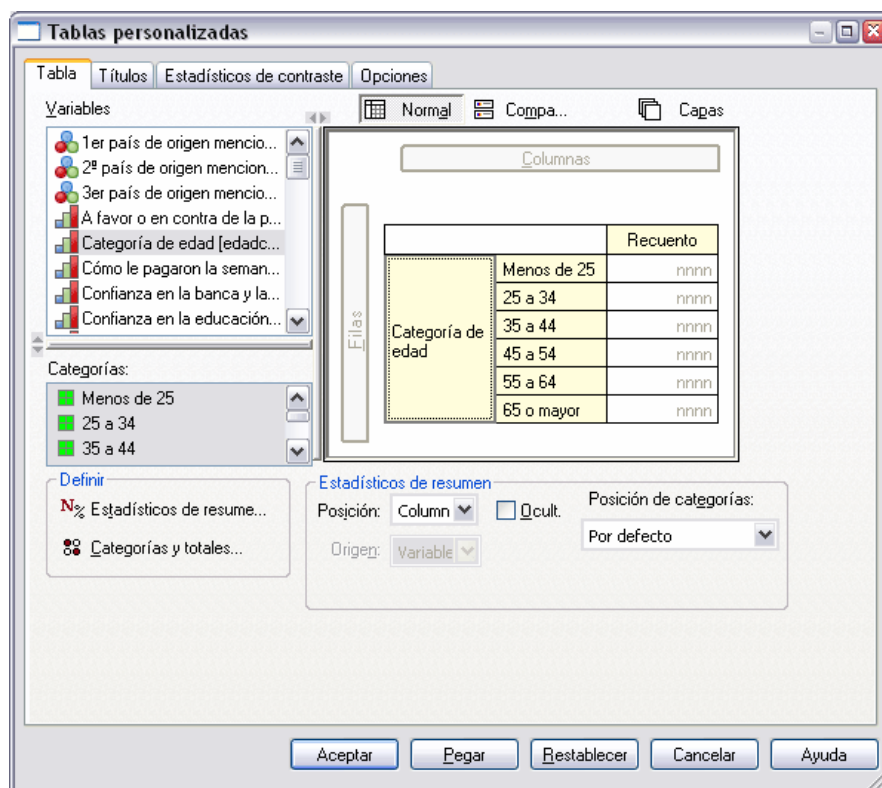 Tablas personalizadas
Tabla Títulos Estadísticos de contraste Opciones
Variables
Normal Compa... Capas
1er país de origen mencio...
2ª país de origen mencion...
3er país de origen mencio...
A favor o en contra de la p...
Categoría de edad [edadc...
Cómo le pagaron la seman...
Confianza en la banca y la...
Confianza en la educación...
Columnas
Filas
Recuento
Categoría de edad
Menos de 25 nnnn
25 a 34 nnnn
35 a 44 nnnn
45 a 54 nnnn
55 a 64 nnnn
65 o mayor nnnn
Categorías:
Menos de 25
25 a 34
35 a 44
Definir
N% Estadísticos de resume...
Categorías y totales...
Estadísticos de resumen
Posición: Column
Ocult.
Origen: Variable
Posición de categorías:
Por defecto
Aceptar Pegar Restablecer Cancelar Ayuda